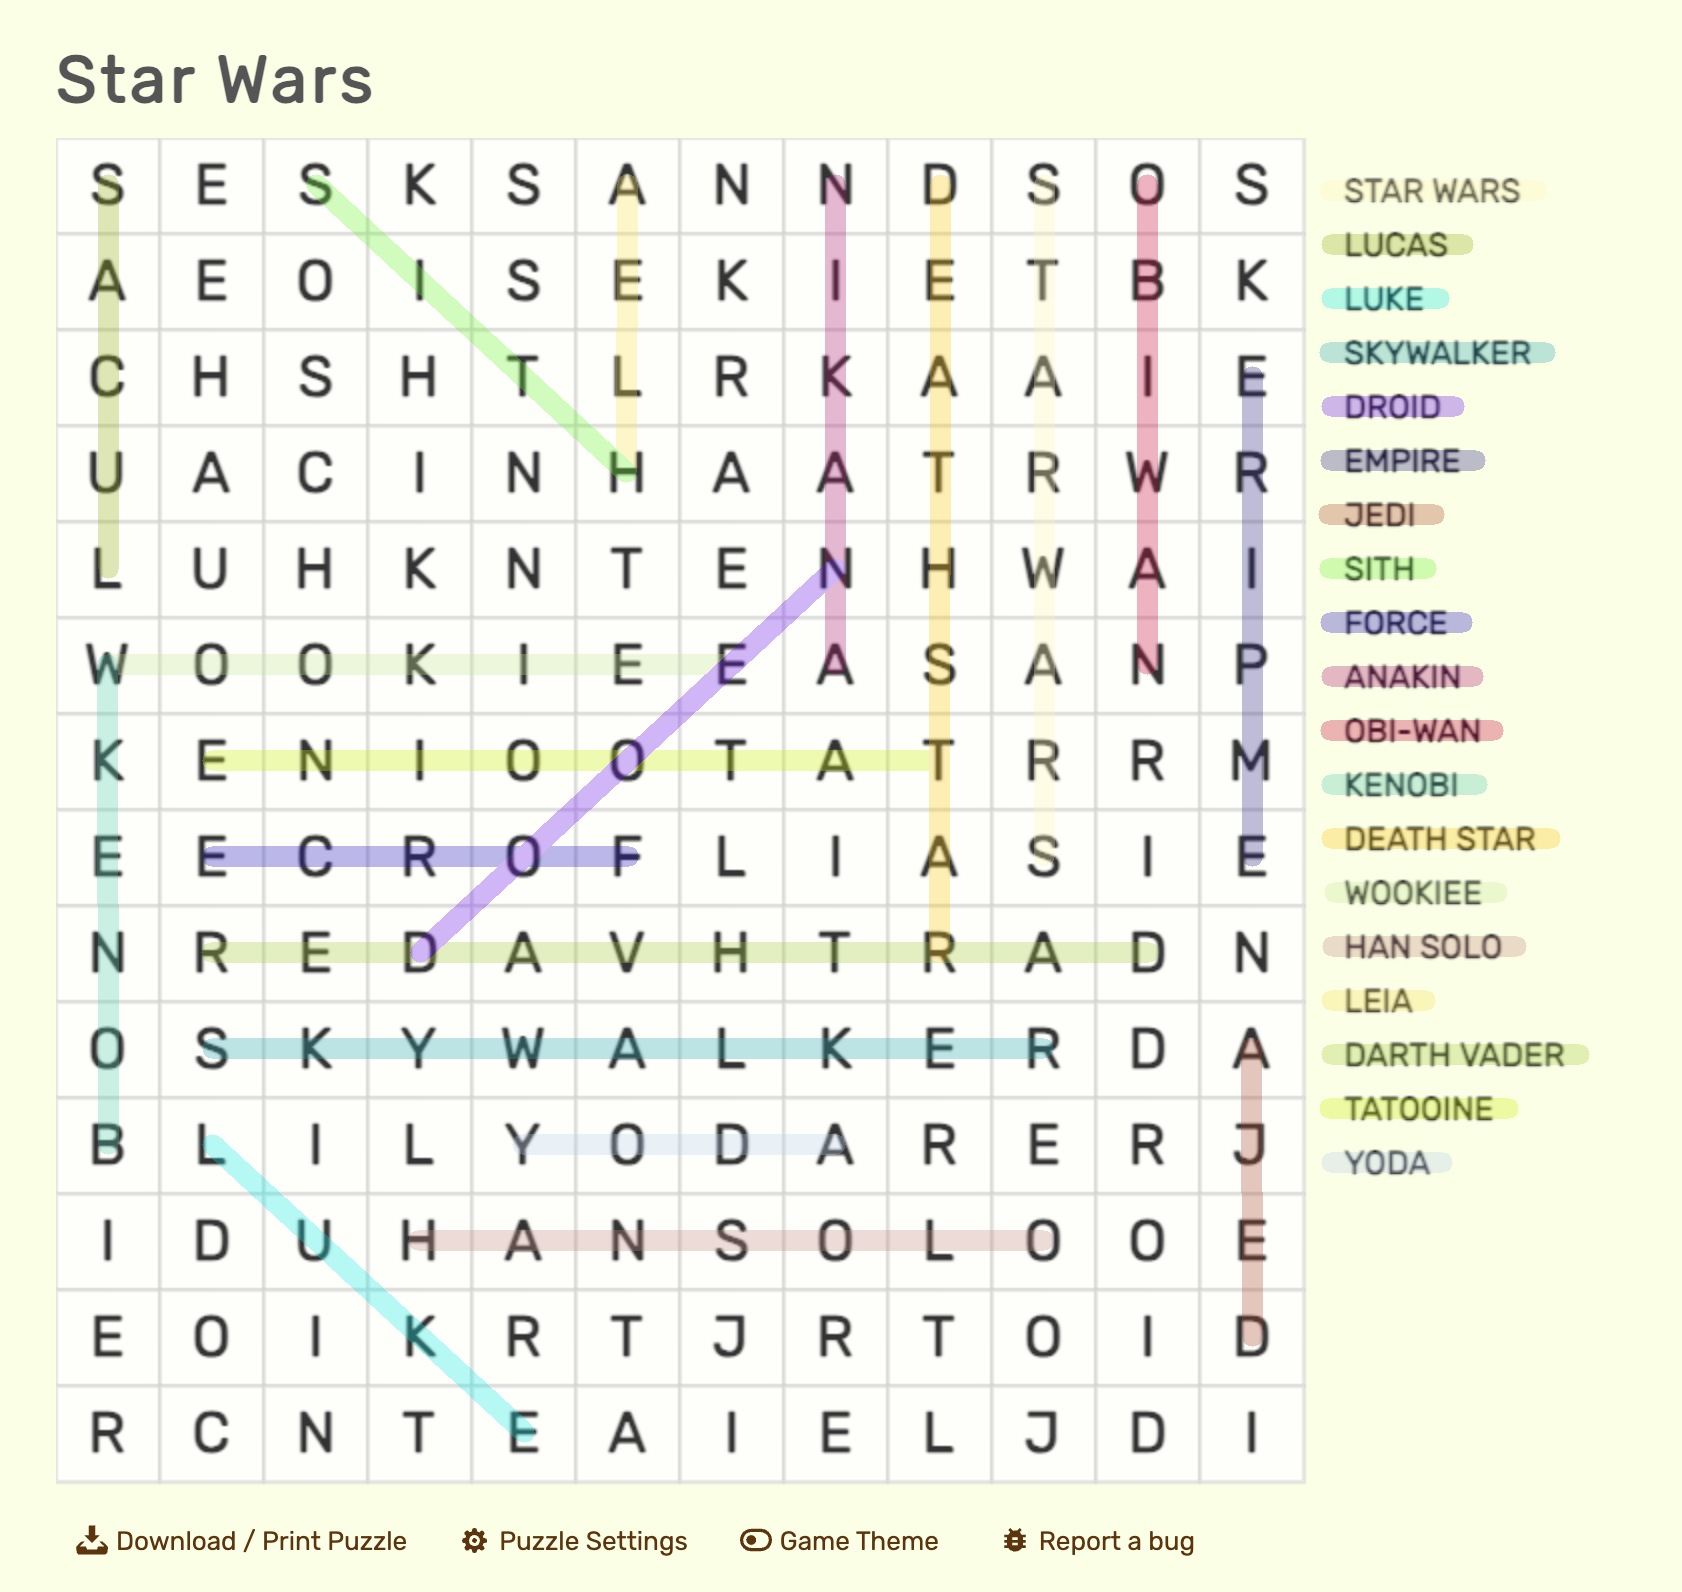 Star Wars
S E S K S A N N D S O S
A E O I S E K I E T B K
C H S H T L R K A A I E
U A C I N H A A T R W R
L U H K N T E N H W A I
W O O K I E E A S A N P
K E N I O O T A T R R M
E E C R O F L I A S I E
N R E D A V H T R A D N
O S K Y W A L K E R D A
B L I L Y O D A R E R J
I D U H A N S O L O O E
E O I K R T J R T O I D
R C N T E A I E L J D I
STAR WARS
LUCAS
LUKE
SKYWALKER
DROID
EMPIRE
JEDI
SITH
FORCE
ANAKIN
OBI-WAN
KENOBI
DEATH STAR
WOOKIEE
HAN SOLO
LEIA
DARTH VADER
TATOOINE
YODA
Download / Print Puzzle Puzzle Settings Game Theme Report a bug